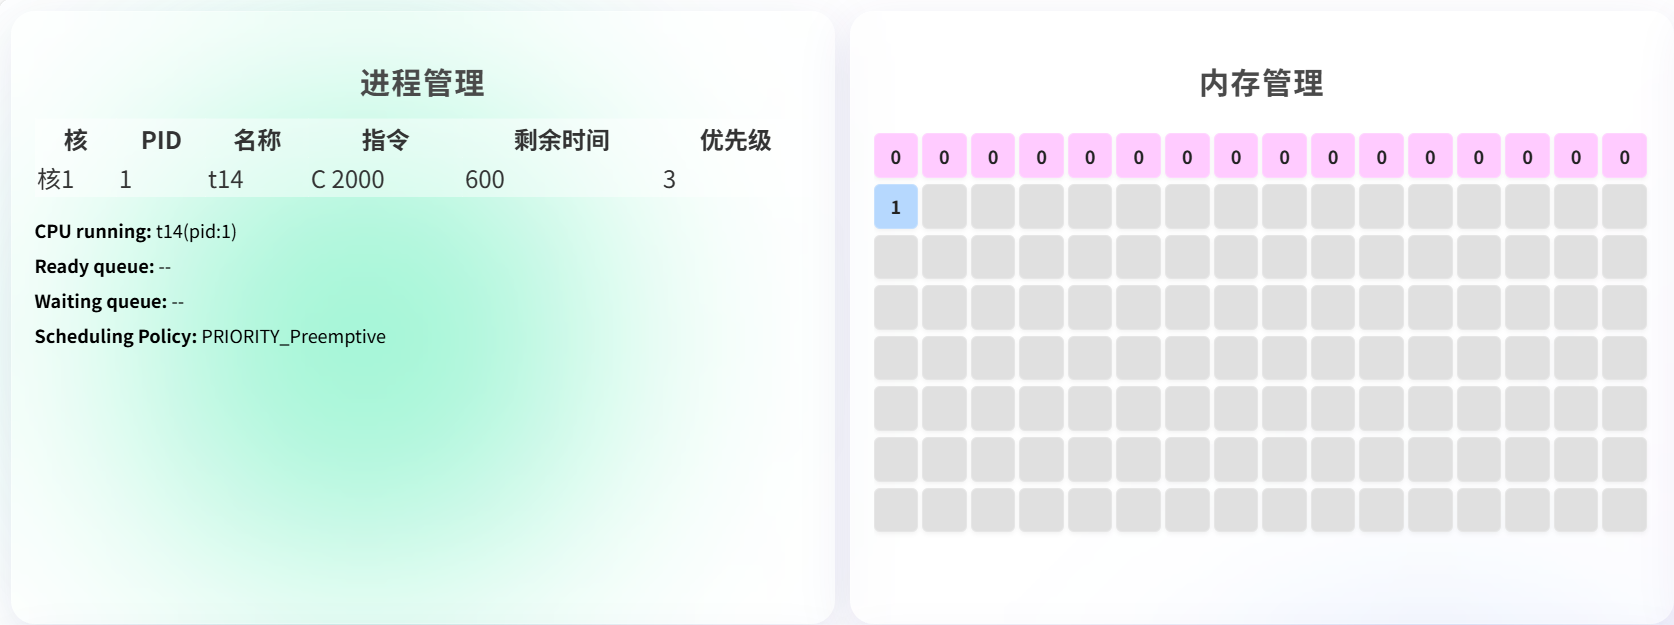 进程管理
核 PID 名称 指令 剩余时间 优先级
核1 1 t14 C 2000 600 3
CPU running: t14(pid:1)
Ready queue: --
Waiting queue: --
Scheduling Policy: PRIORITY_Preemptive
内存管理
0 0 0 0 0 0 0 0 0 0 0 0 0 0 0 0
1